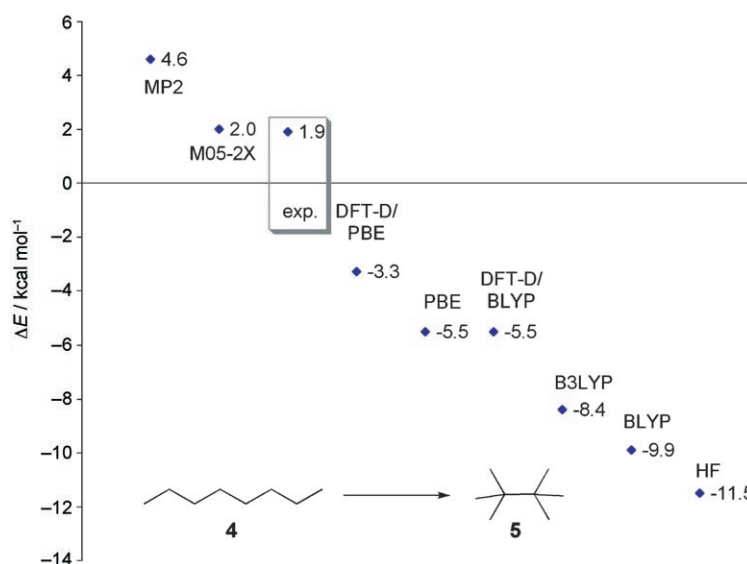 6
4
2
0
–2
–4
–6
–8
–10
–12
–14
ΔE / kcal mol⁻¹
4.6
MP2
2.0
M05-2X
1.9
exp.
DFT-D/
PBE
-3.3
PBE
-5.5
DFT-D/
BLYP
-5.5
B3LYP
-8.4
BLYP
-9.9
HF
-11.5
4
5